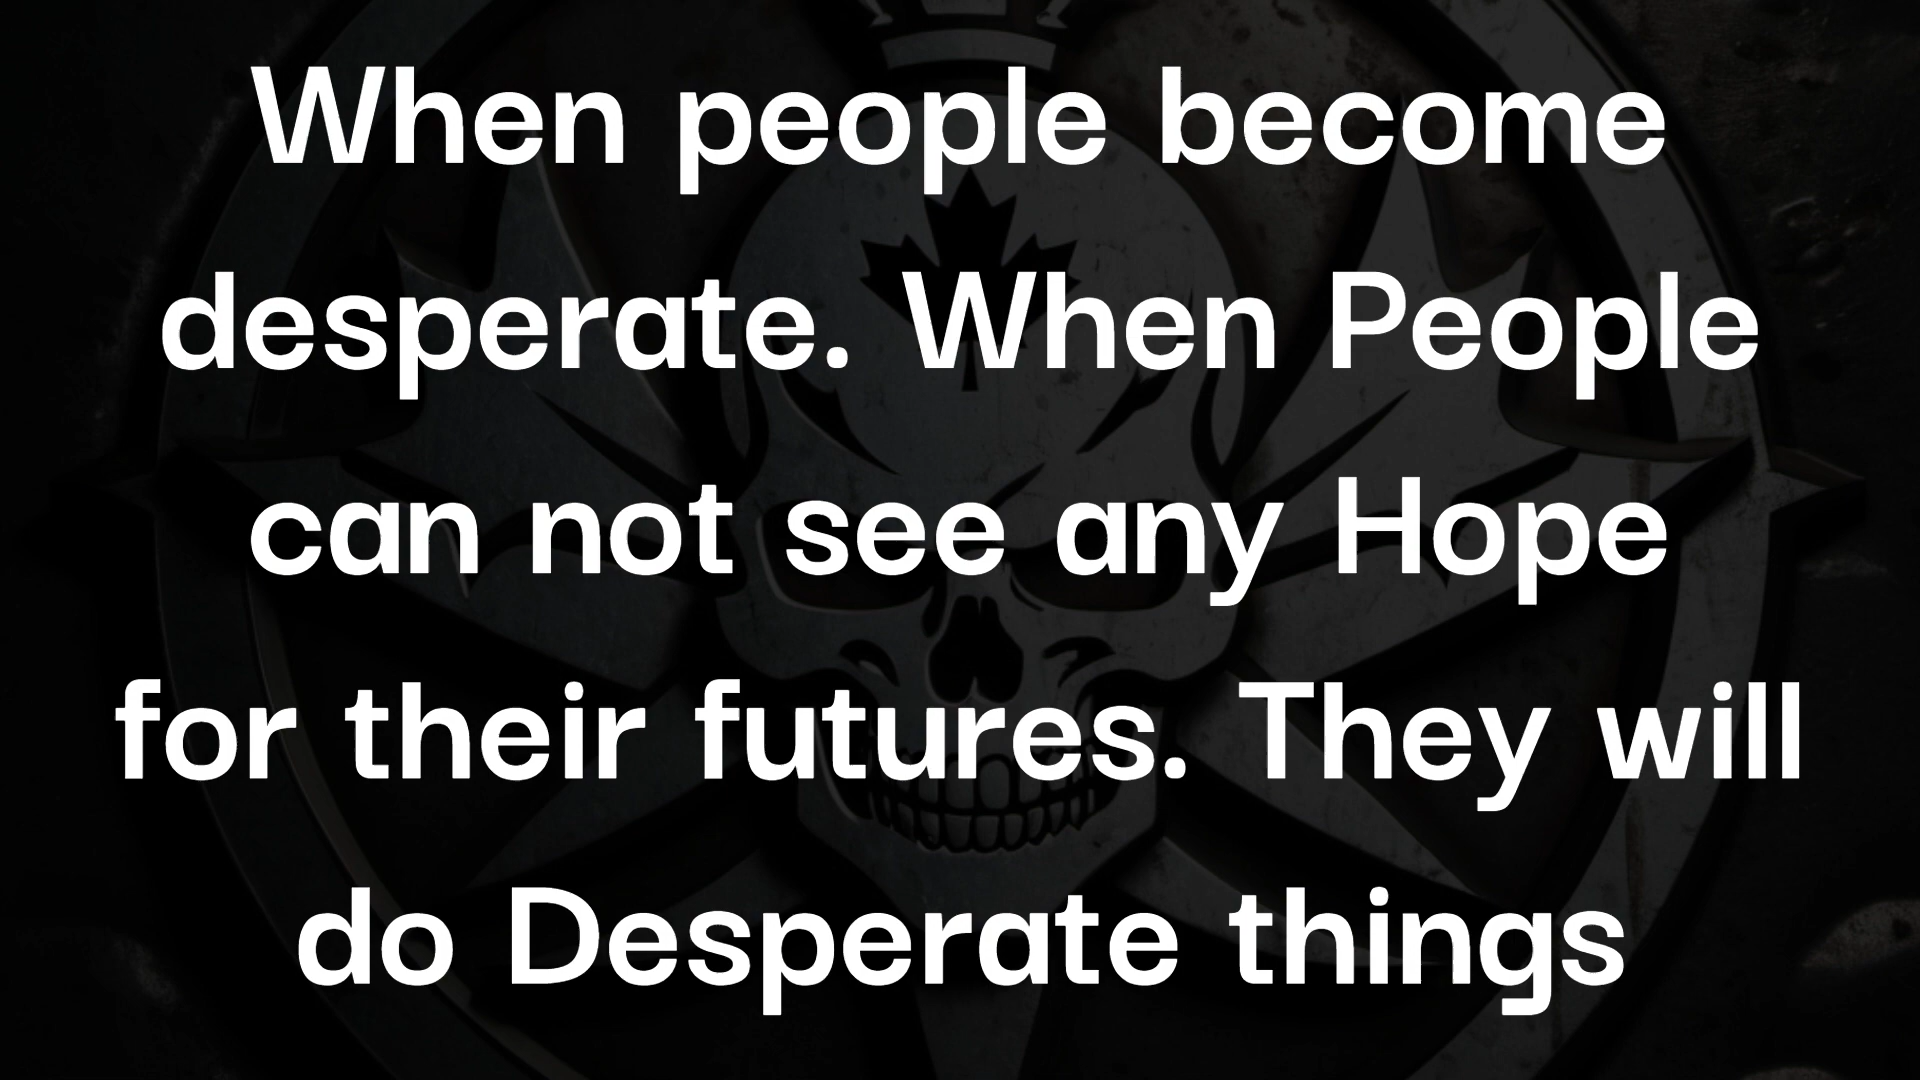 When people become
desperate. When People
can not see any Hope
for their futures. They will
do Desperate things